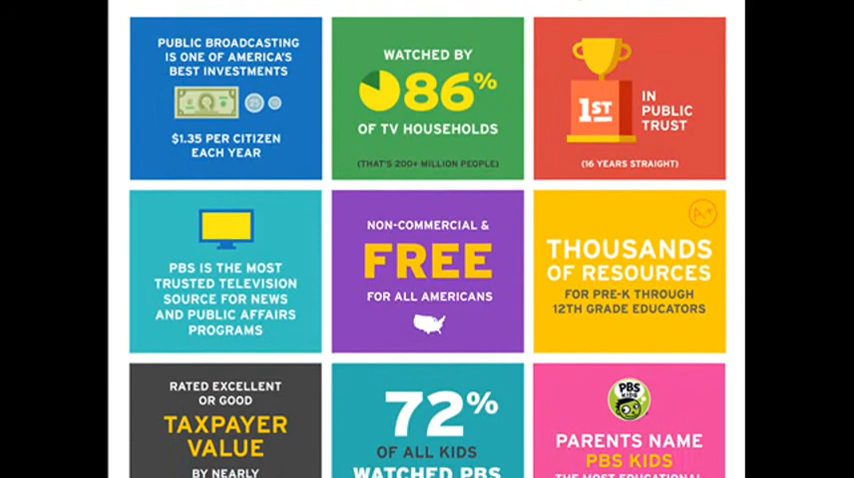 PUBLIC BROADCASTING
IS ONE OF AMERICA'S
BEST INVESTMENTS
$1.35 PER CITIZEN
EACH YEAR
WATCHED BY
86%
OF TV HOUSEHOLDS
(THAT'S 200+ MILLION PEOPLE)
1ST
IN
PUBLIC
TRUST
(16 YEARS STRAIGHT)
PBS IS THE MOST
TRUSTED TELEVISION
SOURCE FOR NEWS
AND PUBLIC AFFAIRS
PROGRAMS
NON-COMMERCIAL &
FREE
FOR ALL AMERICANS
A+
THOUSANDS
OF RESOURCES
FOR PRE-K THROUGH
12TH GRADE EDUCATORS
RATED EXCELLENT
OR GOOD
TAXPAYER
VALUE
BY NEARLY
72%
OF ALL KIDS
WATCHED PBS
PBS
KIDS
PARENTS NAME
PBS KIDS
THE MOST EDUCATIONAL